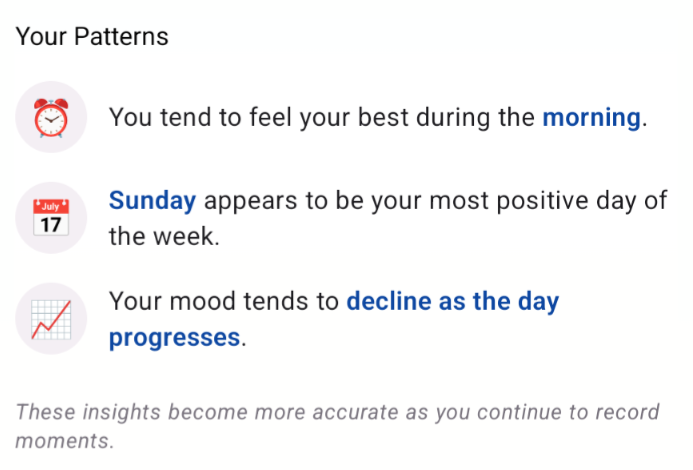 Your Patterns
You tend to feel your best during the morning.
July
17
Sunday appears to be your most positive day of
the week.
Your mood tends to decline as the day
progresses.
These insights become more accurate as you continue to record
moments.